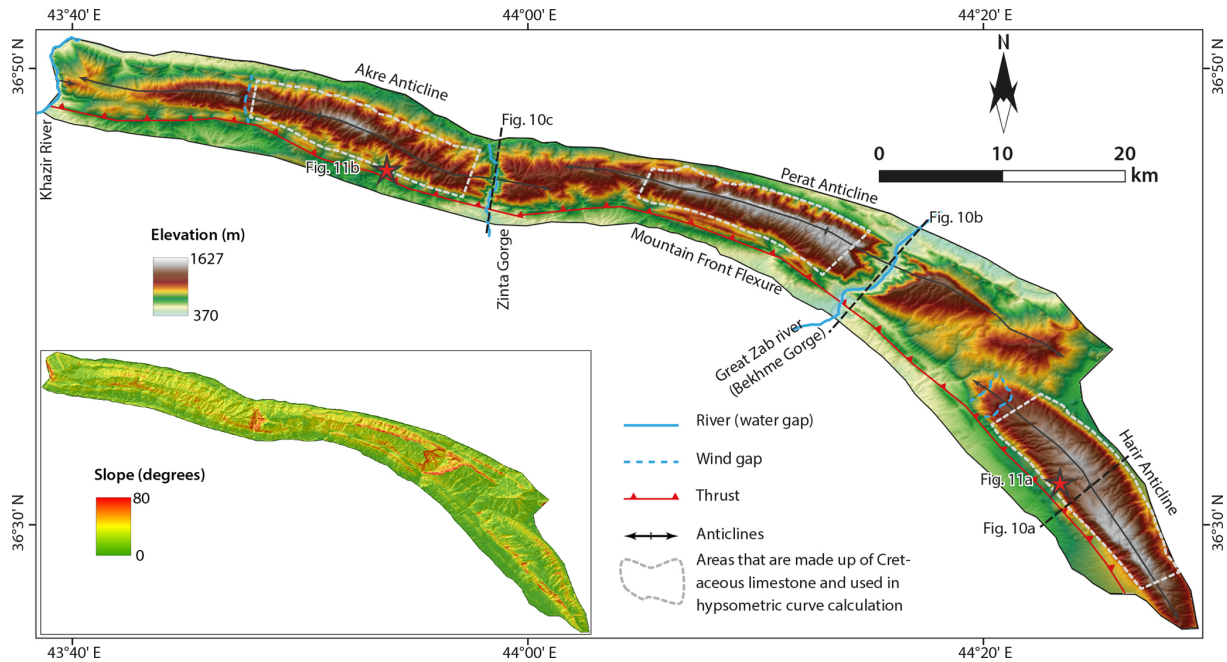 43°40' E
44°00' E
44°20' E
36°50' N
36°50' N
Akre Anticline
N
Fig. 10c
Khazir River
Fig. 11b
0
10
20
km
Perat Anticline
Fig. 10b
Elevation (m)
1627
370
Zinta Gorge
Mountain Front Flexure
Great Zab river
(Bekhme Gorge)
River (water gap)
Wind gap
Thrust
Anticlines
Areas that are made up of Cret-
aceous limestone and used in
hypsometric curve calculation
Harir Anticline
Fig. 11a
Fig. 10a
Slope (degrees)
80
0
36°30' N
36°30' N
43°40' E
44°00' E
44°20' E